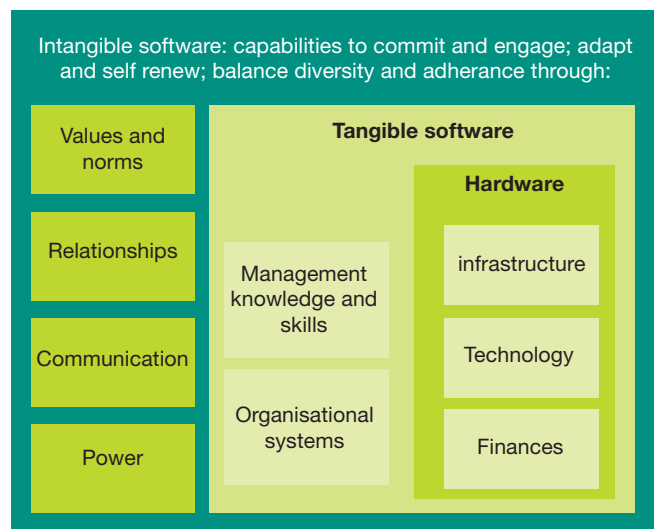 Intangible software: capabilities to commit and engage; adapt
and self renew; balance diversity and adherance through:
Values and
norms
Relationships
Communication
Power
Tangible software
Management
knowledge and
skills
Organisational
systems
Hardware
infrastructure
Technology
Finances